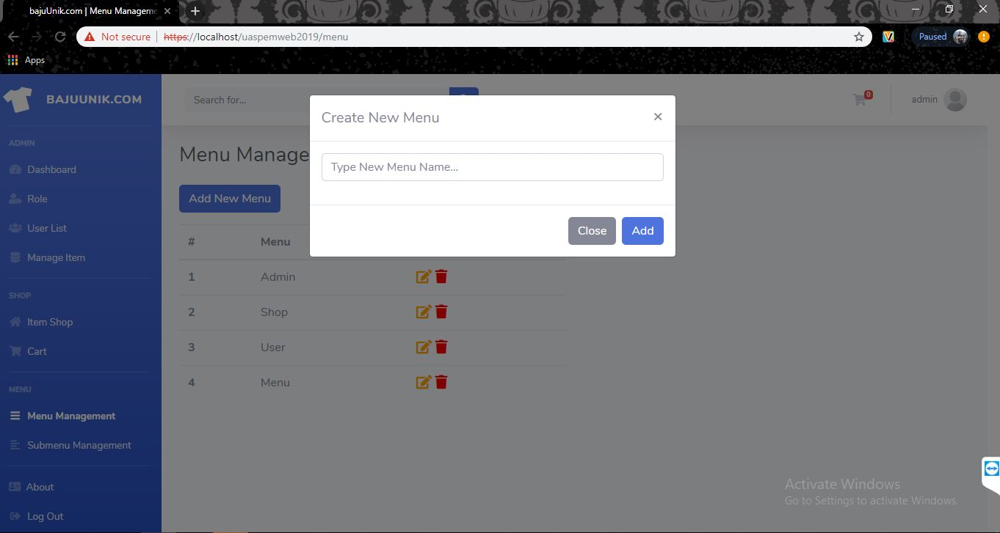 bajuUnik.com | Menu Manageme
Not secure | https://localhost/uaspemweb2019/menu
Paused
Apps
BAJUUNIK.COM
Search for...
0
admin
Create New Menu
×
Type New Menu Name...
Close
Add
ADMIN
Dashboard
Role
User List
Manage Item
SHOP
Item Shop
Cart
MENU
Menu Management
Submenu Management
About
Log Out
Menu Manage
Add New Menu
# Menu
1 Admin
2 Shop
3 User
4 Menu
Activate Windows
Go to Settings to activate Windows.